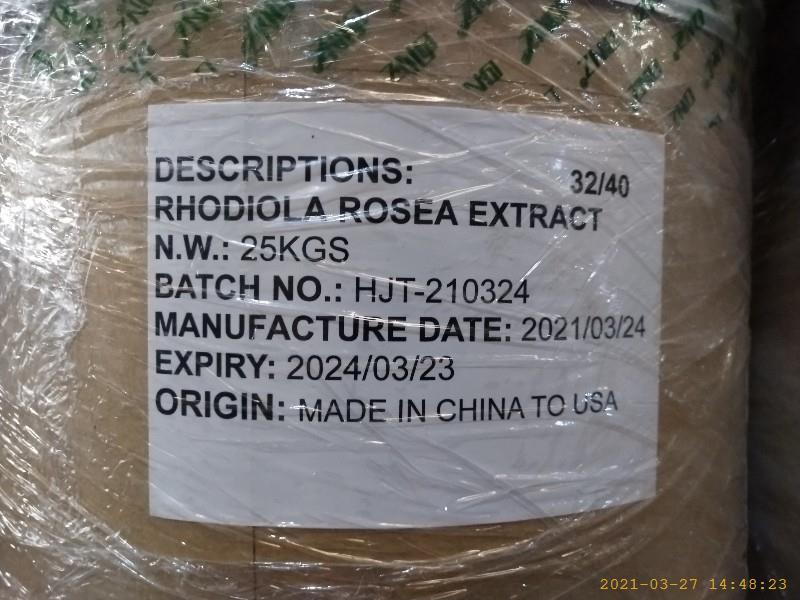 DESCRIPTIONS:
32/40
RHODIOLA ROSEA EXTRACT
N.W.: 25KGS
BATCH NO.: HJT-210324
MANUFACTURE DATE: 2021/03/24
EXPIRY: 2024/03/23
ORIGIN: MADE IN CHINA TO USA
2021-03-27 14:48:23